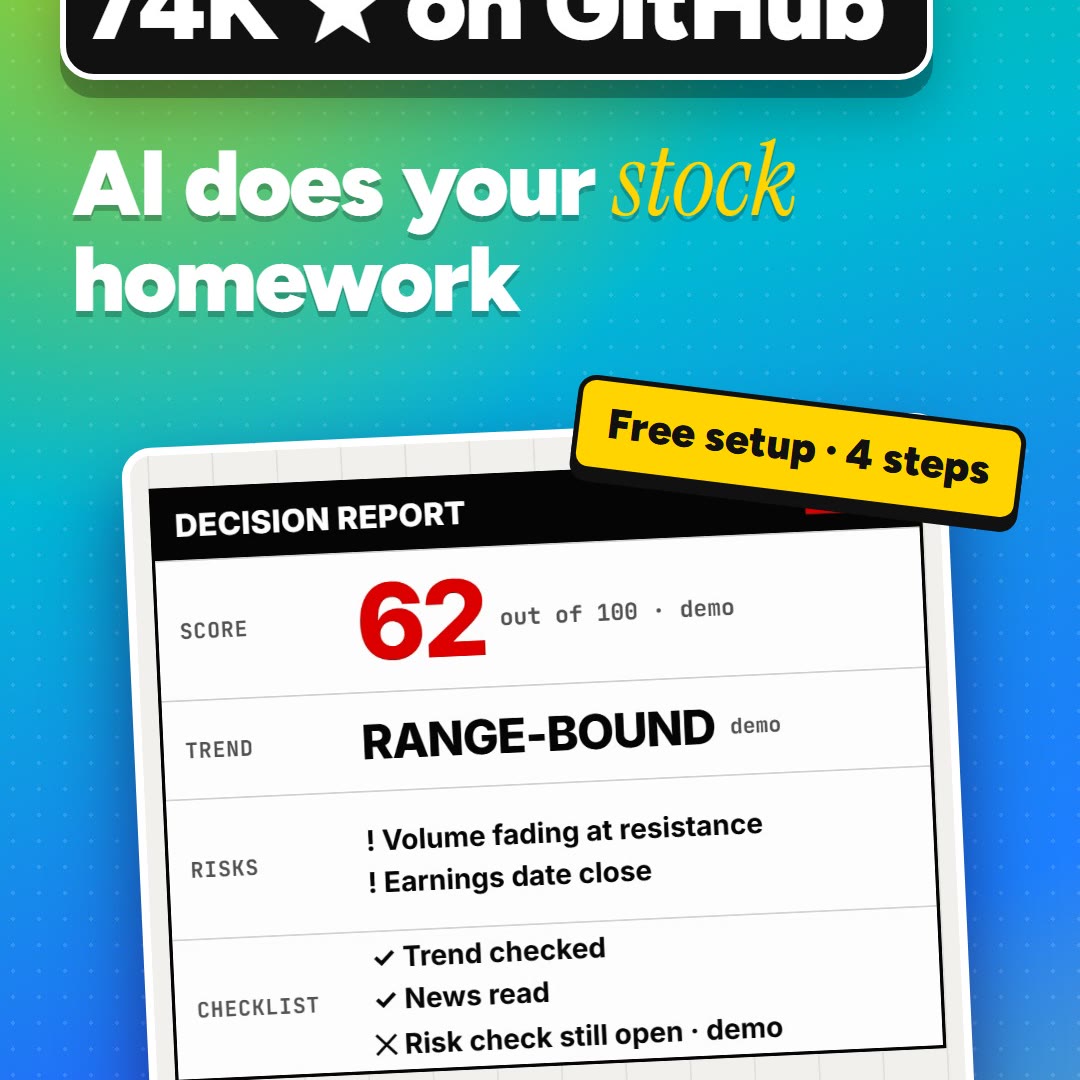 74K ★ on GitHub
AI does your stock
homework
Free setup · 4 steps
DECISION REPORT
SCORE 62 out of 100 · demo
TREND RANGE-BOUND demo
RISKS
! Volume fading at resistance
! Earnings date close
CHECKLIST
✓ Trend checked
✓ News read
✕ Risk check still open · demo